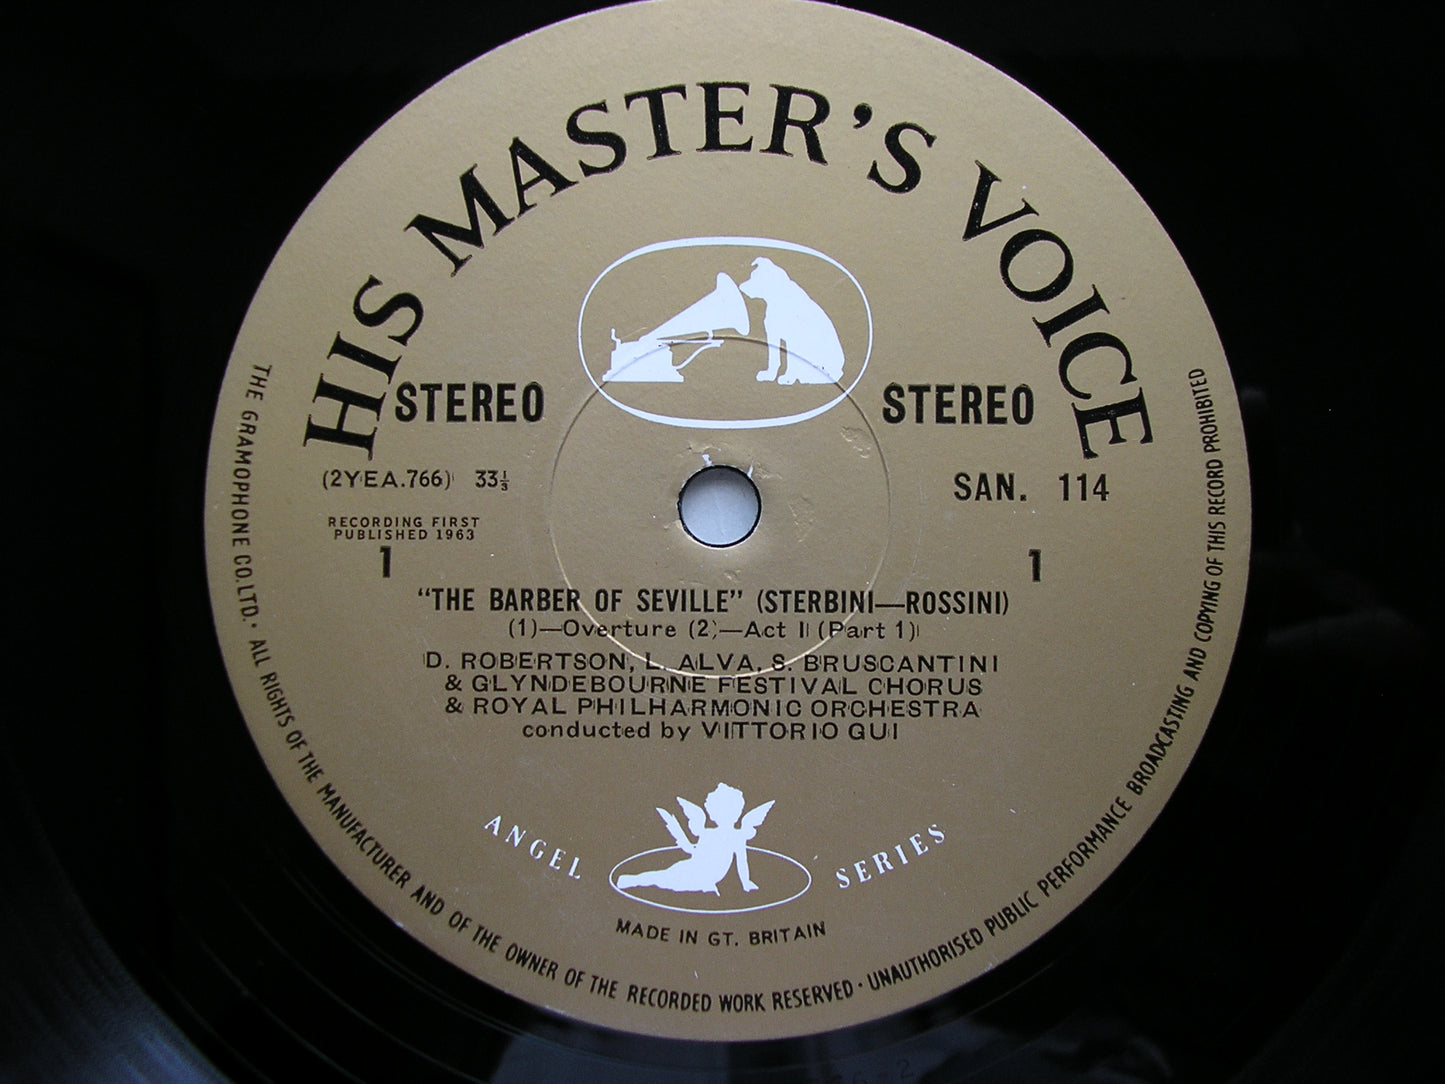 HIS MASTER'S VOICE
STEREO STEREO
(2YEA.766) 33⅓ SAN. 114
RECORDING FIRST
PUBLISHED 1963
1 1
"THE BARBER OF SEVILLE" (STERBINI—ROSSINI)
(1)—Overture (2)—Act I (Part 1)
D. ROBERTSON, L. ALVA, S. BRUSCANTINI
& GLYNDEBOURNE FESTIVAL CHORUS
& ROYAL PHILHARMONIC ORCHESTRA
conducted by VITTORIO GUI
ANGEL SERIES
MADE IN GT. BRITAIN
THE GRAMOPHONE CO.LTD. · ALL RIGHTS OF THE MANUFACTURER AND OF THE OWNER OF THE RECORDED WORK RESERVED · UNAUTHORISED PUBLIC PERFORMANCE BROADCASTING AND COPYING OF THIS RECORD PROHIBITED